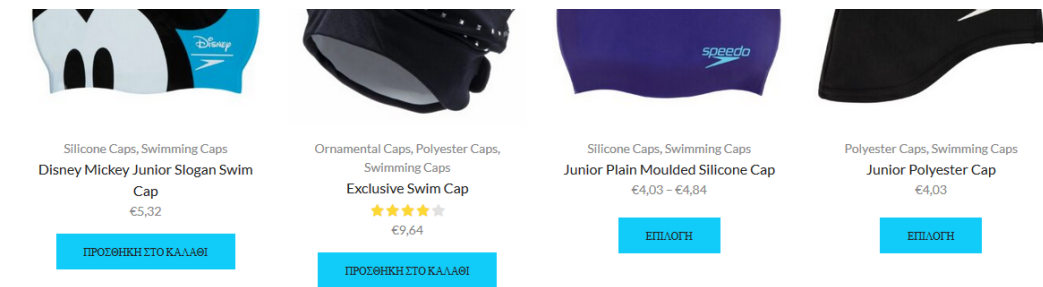 Disney
speedo
Silicone Caps, Swimming Caps
Disney Mickey Junior Slogan Swim
Cap
€5,32
ΠΡΟΣΘΗΚΗ ΣΤΟ ΚΑΛΑΘΙ
Ornamental Caps, Polyester Caps,
Swimming Caps
Exclusive Swim Cap
€9,64
ΠΡΟΣΘΗΚΗ ΣΤΟ ΚΑΛΑΘΙ
Silicone Caps, Swimming Caps
Junior Plain Moulded Silicone Cap
€4,03 – €4,84
ΕΠΙΛΟΓΗ
Polyester Caps, Swimming Caps
Junior Polyester Cap
€4,03
ΕΠΙΛΟΓΗ